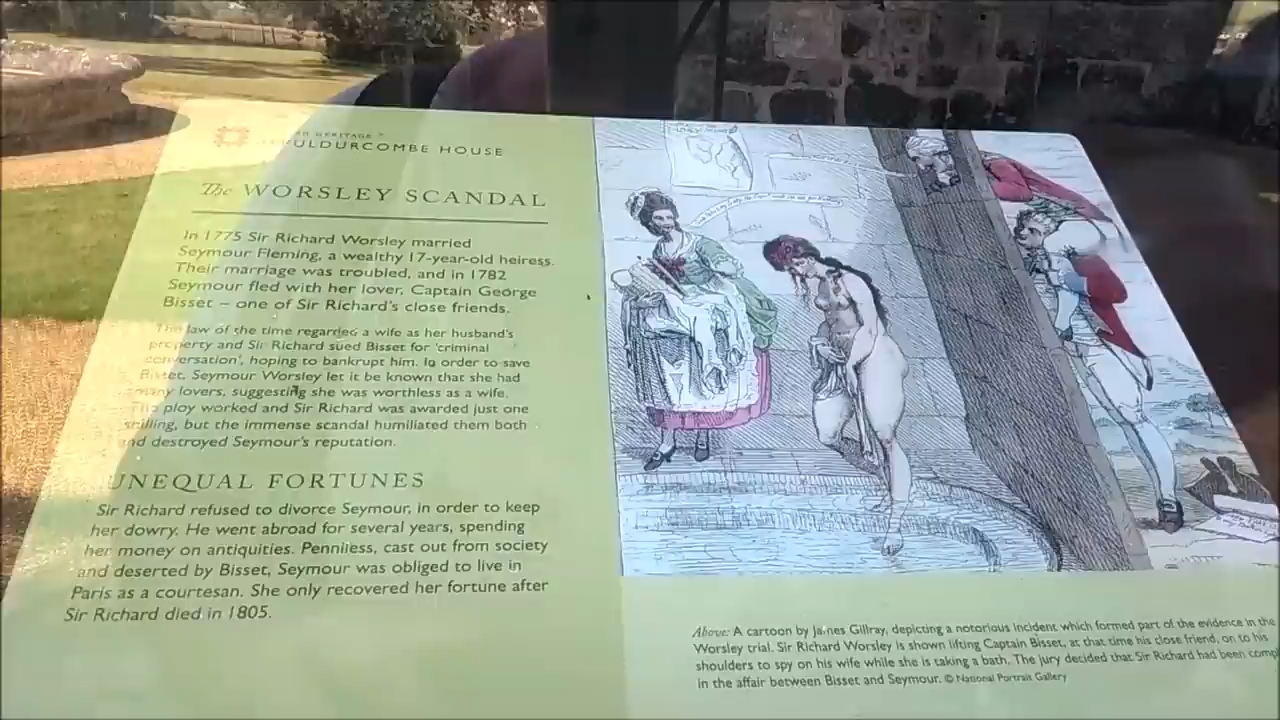 HERITAGE
ULDURCOMBE HOUSE
The WORSLEY SCANDAL
In 1775 Sir Richard Worsley married
Seymour Fleming, a wealthy 17-year-old heiress.
Their marriage was troubled, and in 1782
Seymour fled with her lover, Captain George
Bisset – one of Sir Richard's close friends.
The law of the time regarded a wife as her husband's
property and Sir Richard sued Bisset for 'criminal
conversation', hoping to bankrupt him. In order to save
Bisset, Seymour Worsley let it be known that she had
many lovers, suggesting she was worthless as a wife.
The ploy worked and Sir Richard was awarded just one
shilling, but the immense scandal humiliated them both
and destroyed Seymour's reputation.
UNEQUAL FORTUNES
Sir Richard refused to divorce Seymour, in order to keep
her dowry. He went abroad for several years, spending
her money on antiquities. Penniless, cast out from society
and deserted by Bisset, Seymour was obliged to live in
Paris as a courtesan. She only recovered her fortune after
Sir Richard died in 1805.
Above: A cartoon by James Gillray, depicting a notorious incident which formed part of the evidence in the
Worsley trial. Sir Richard Worsley is shown lifting Captain Bisset, at that time his close friend, on to his
shoulders to spy on his wife while she is taking a bath. The jury decided that Sir Richard had been comp
in the affair between Bisset and Seymour. © National Portrait Gallery